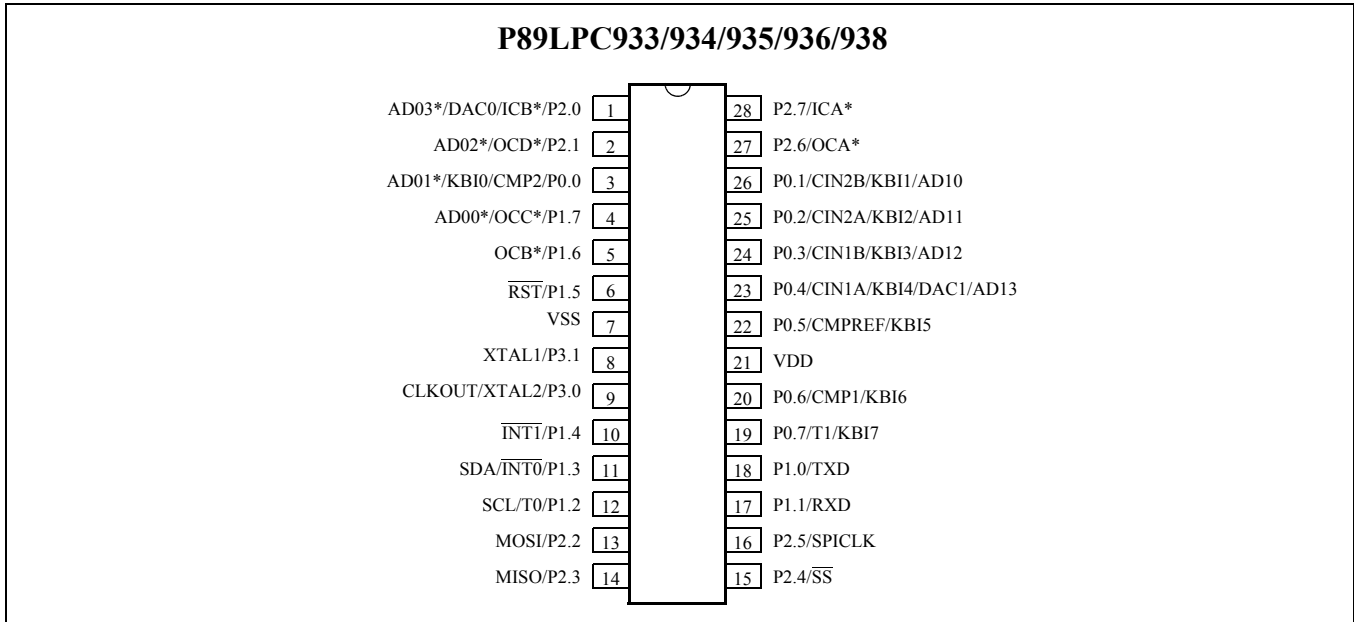 P89LPC933/934/935/936/938
AD03*/DAC0/ICB*/P2.0 1 28 P2.7/ICA*
AD02*/OCD*/P2.1 2 27 P2.6/OCA*
AD01*/KBI0/CMP2/P0.0 3 26 P0.1/CIN2B/KBI1/AD10
AD00*/OCC*/P1.7 4 25 P0.2/CIN2A/KBI2/AD11
OCB*/P1.6 5 24 P0.3/CIN1B/KBI3/AD12
R̅S̅T̅/P1.5 6 23 P0.4/CIN1A/KBI4/DAC1/AD13
VSS 7 22 P0.5/CMPREF/KBI5
XTAL1/P3.1 8 21 VDD
CLKOUT/XTAL2/P3.0 9 20 P0.6/CMP1/KBI6
I̅N̅T̅1̅/P1.4 10 19 P0.7/T1/KBI7
SDA/I̅N̅T̅0̅/P1.3 11 18 P1.0/TXD
SCL/T0/P1.2 12 17 P1.1/RXD
MOSI/P2.2 13 16 P2.5/SPICLK
MISO/P2.3 14 15 P2.4/S̅S̅